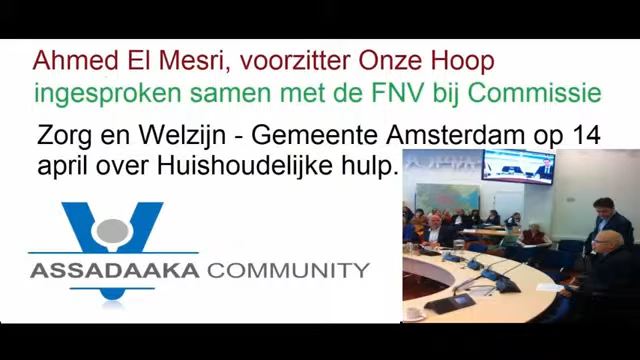 Ahmed El Mesri, voorzitter Onze Hoop
ingesproken samen met de FNV bij Commissie
Zorg en Welzijn - Gemeente Amsterdam op 14
april over Huishoudelijke hulp.
ASSADAAKA COMMUNITY